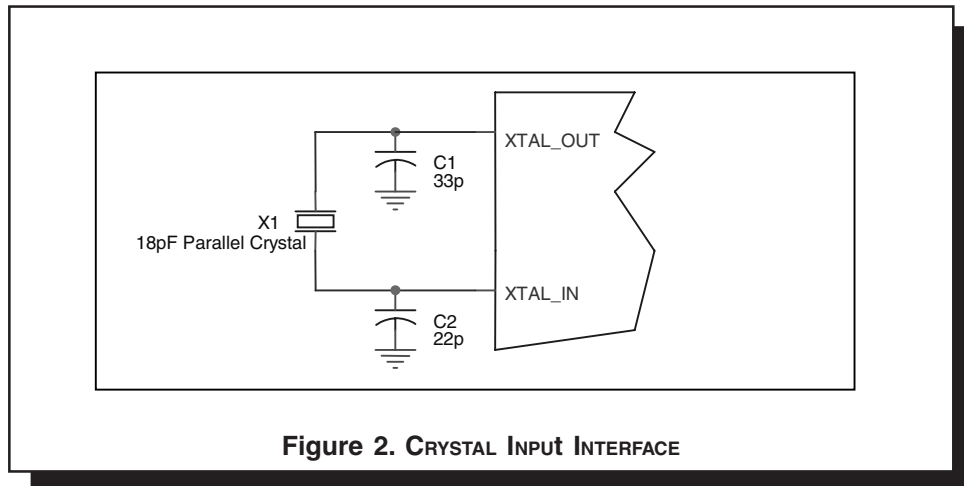 XTAL_OUT
C1
33p
X1
18pF Parallel Crystal
XTAL_IN
C2
22p
Figure 2. CRYSTAL INPUT INTERFACE